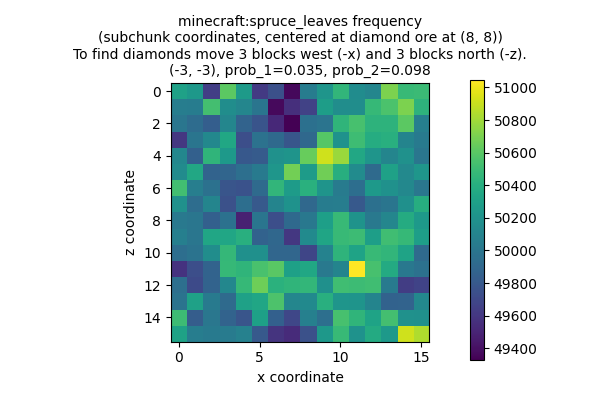 minecraft:spruce_leaves frequency
(subchunk coordinates, centered at diamond ore at (8, 8))
To find diamonds move 3 blocks west (-x) and 3 blocks north (-z).
(-3, -3), prob_1=0.035, prob_2=0.098
0
2
4
6
8
10
12
14
z coordinate
0 5 10 15
x coordinate
51000
50800
50600
50400
50200
50000
49800
49600
49400